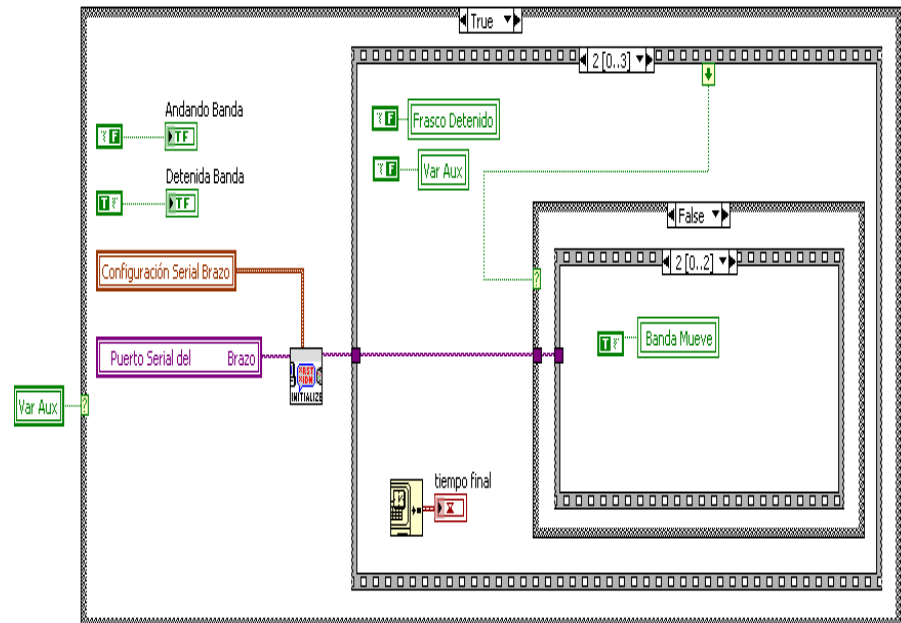 True
2 [0..3]
Andando Banda
F
TF
Frasco Detenido
F
Detenida Banda
F
Var Aux
T
TF
False
?
2 [0..2]
Configuración Serial Brazo
T
Banda Mueve
Puerto Serial del Brazo
INITIALIZE
Var Aux
?
tiempo final